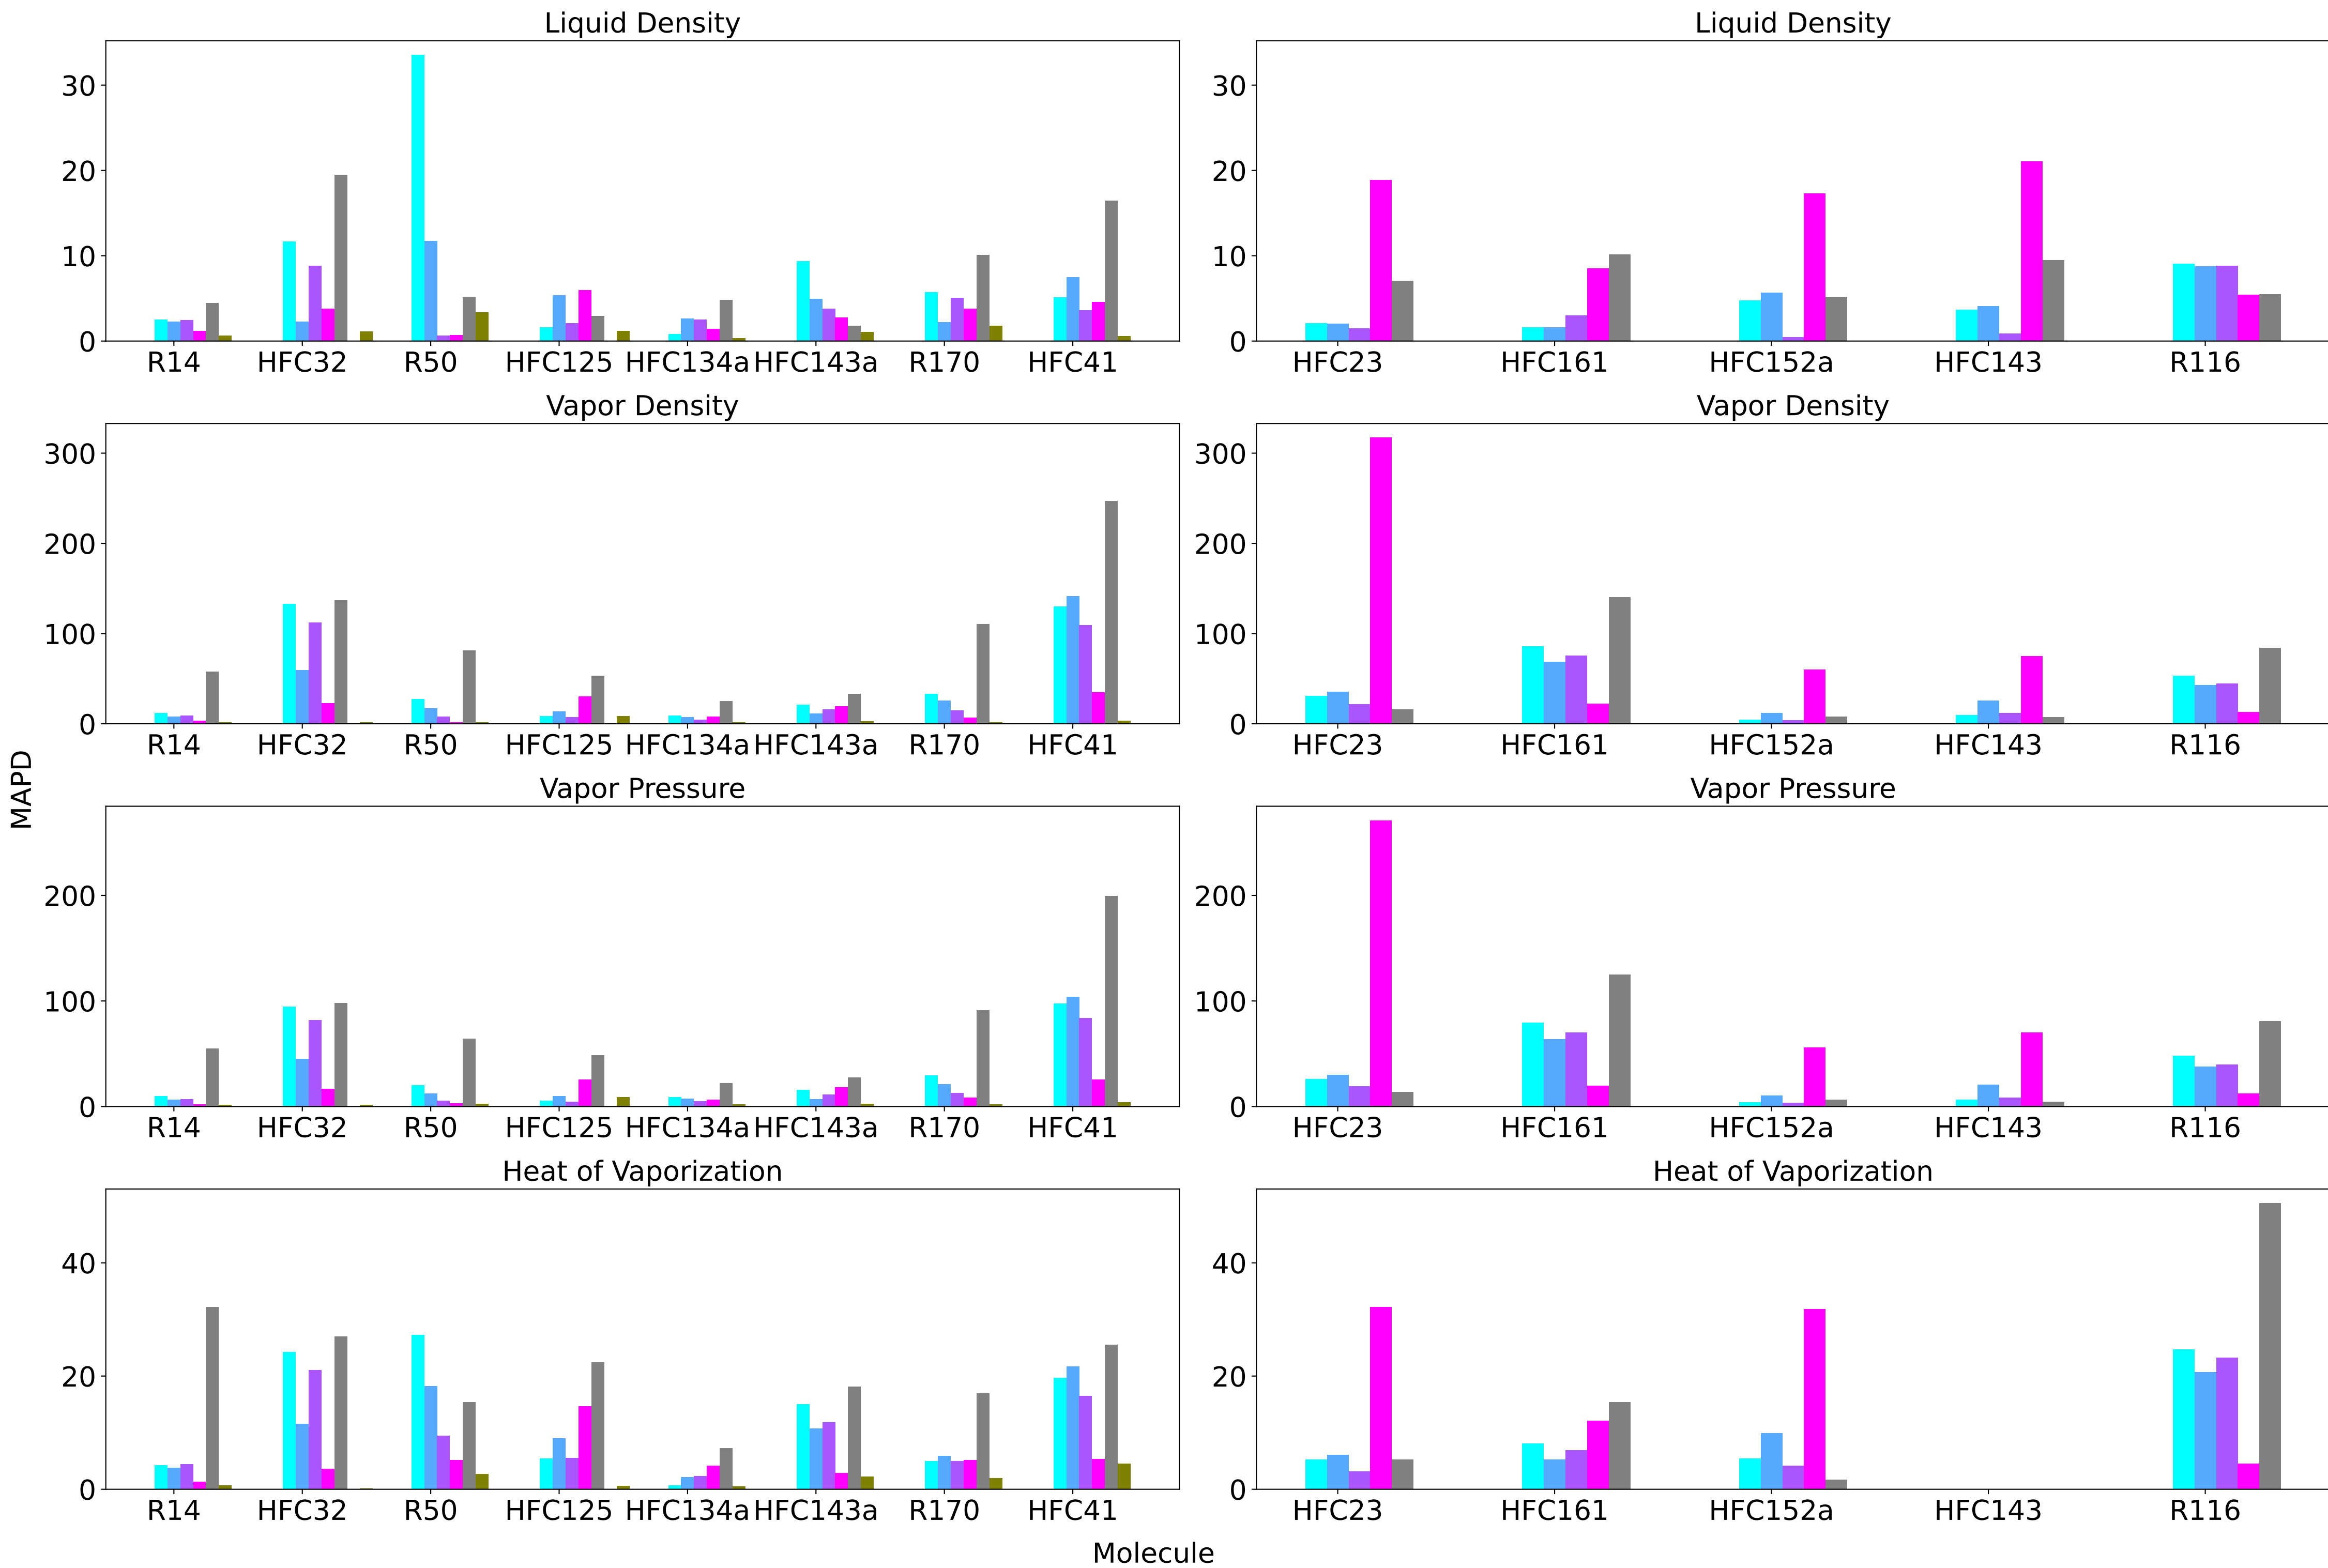 Liquid Density
30
20
10
0
R14 HFC32 R50 HFC125 HFC134a HFC143a R170 HFC41
Liquid Density
30
20
10
0
HFC23 HFC161 HFC152a HFC143 R116
Vapor Density
300
200
100
0
R14 HFC32 R50 HFC125 HFC134a HFC143a R170 HFC41
Vapor Density
300
200
100
0
HFC23 HFC161 HFC152a HFC143 R116
MAPD
Vapor Pressure
200
100
0
R14 HFC32 R50 HFC125 HFC134a HFC143a R170 HFC41
Vapor Pressure
200
100
0
HFC23 HFC161 HFC152a HFC143 R116
Heat of Vaporization
40
20
0
R14 HFC32 R50 HFC125 HFC134a HFC143a R170 HFC41
Heat of Vaporization
40
20
0
HFC23 HFC161 HFC152a HFC143 R116
Molecule